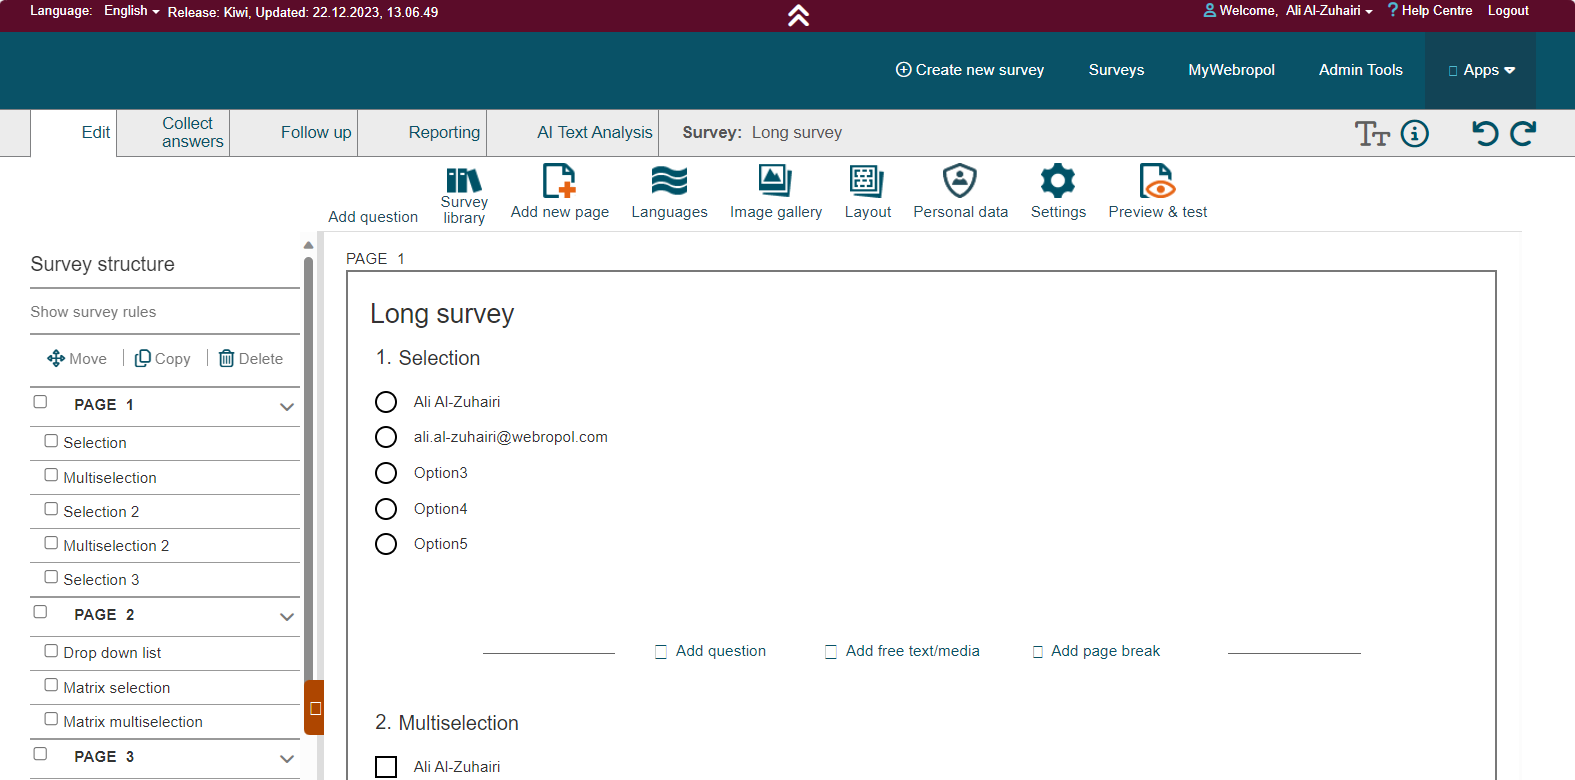 Language: English Release: Kiwi, Updated: 22.12.2023, 13.06.49 Welcome, Ali Al-Zuhairi ? Help Centre Logout
Create new survey Surveys MyWebropol Admin Tools Apps
Edit Collect answers Follow up Reporting AI Text Analysis Survey: Long survey TT
Add question Survey library Add new page Languages Image gallery Layout Personal data Settings Preview & test
Survey structure
Show survey rules
Move Copy Delete
PAGE 1
Selection
Multiselection
Selection 2
Multiselection 2
Selection 3
PAGE 2
Drop down list
Matrix selection
Matrix multiselection
PAGE 3
PAGE 1
Long survey
1. Selection
Ali Al-Zuhairi
ali.al-zuhairi@webropol.com
Option3
Option4
Option5
Add question Add free text/media Add page break
2. Multiselection
Ali Al-Zuhairi